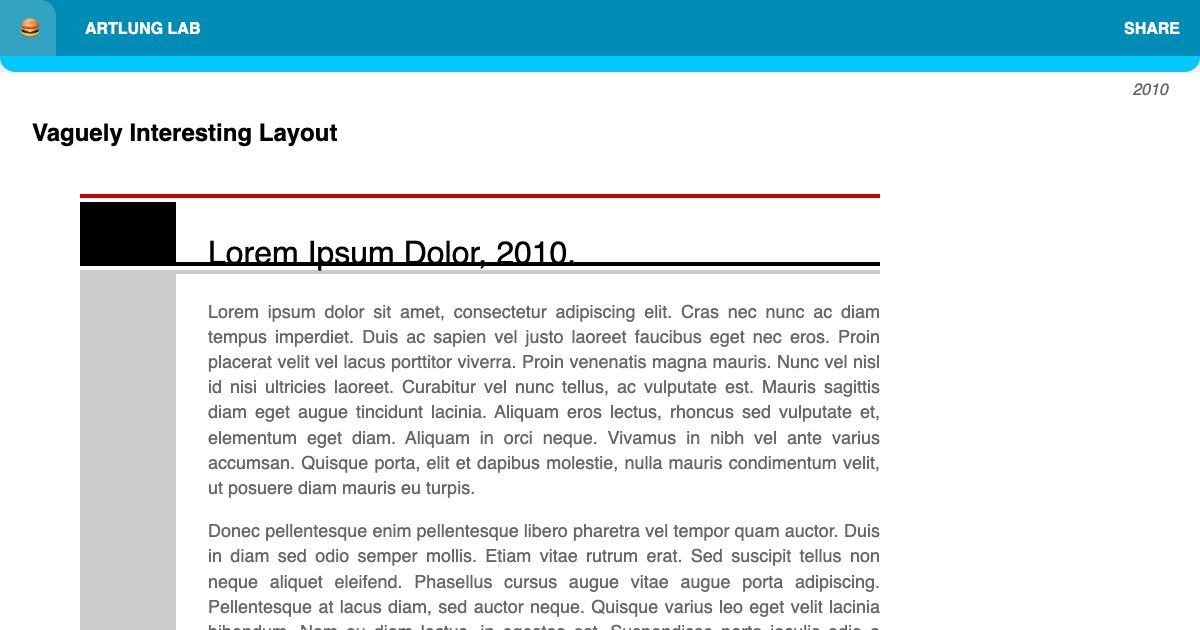 ARTLUNG LAB
SHARE
2010
Vaguely Interesting Layout
Lorem Ipsum Dolor, 2010.
Lorem ipsum dolor sit amet, consectetur adipiscing elit. Cras nec nunc ac diam
tempus imperdiet. Duis ac sapien vel justo laoreet faucibus eget nec eros. Proin
placerat velit vel lacus porttitor viverra. Proin venenatis magna mauris. Nunc vel nisl
id nisi ultricies laoreet. Curabitur vel nunc tellus, ac vulputate est. Mauris sagittis
diam eget augue tincidunt lacinia. Aliquam eros lectus, rhoncus sed vulputate et,
elementum eget diam. Aliquam in orci neque. Vivamus in nibh vel ante varius
accumsan. Quisque porta, elit et dapibus molestie, nulla mauris condimentum velit,
ut posuere diam mauris eu turpis.
Donec pellentesque enim pellentesque libero pharetra vel tempor quam auctor. Duis
in diam sed odio semper mollis. Etiam vitae rutrum erat. Sed suscipit tellus non
neque aliquet eleifend. Phasellus cursus augue vitae augue porta adipiscing.
Pellentesque at lacus diam, sed auctor neque. Quisque varius leo eget velit lacinia